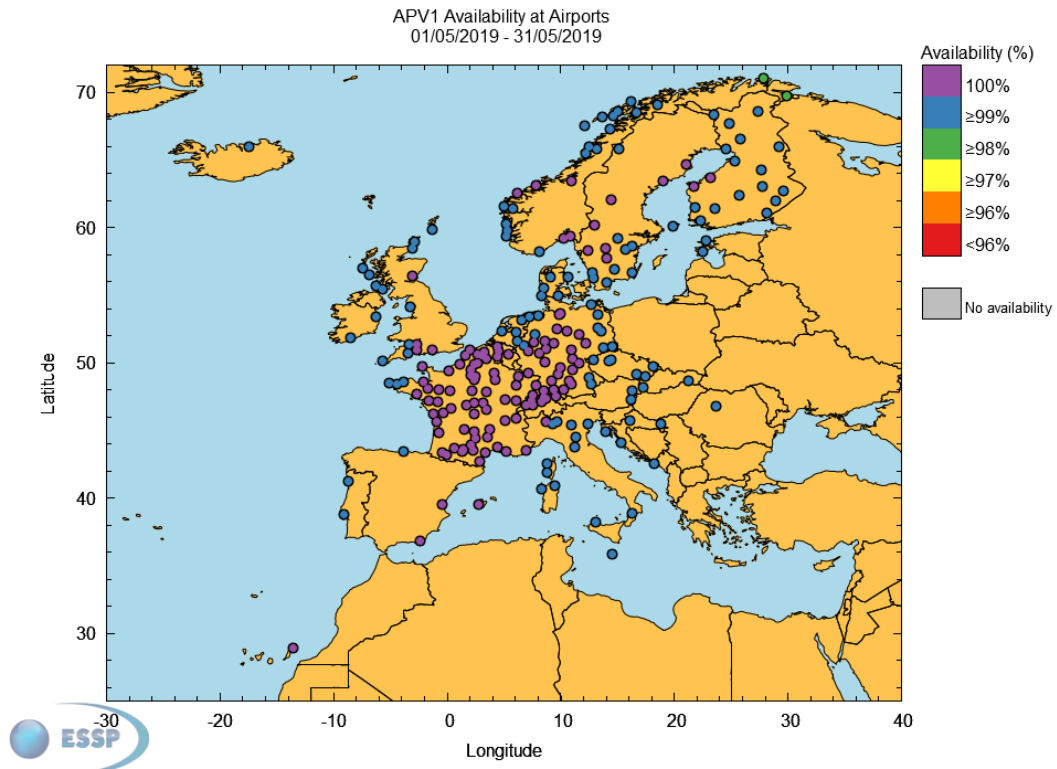 APV1 Availability at Airports
01/05/2019 - 31/05/2019
Availability (%)
100%
≥99%
≥98%
≥97%
≥96%
<96%
No availability
70
60
50
40
30
Latitude
-30
-20
-10
0
10
20
30
40
Longitude
ESSP